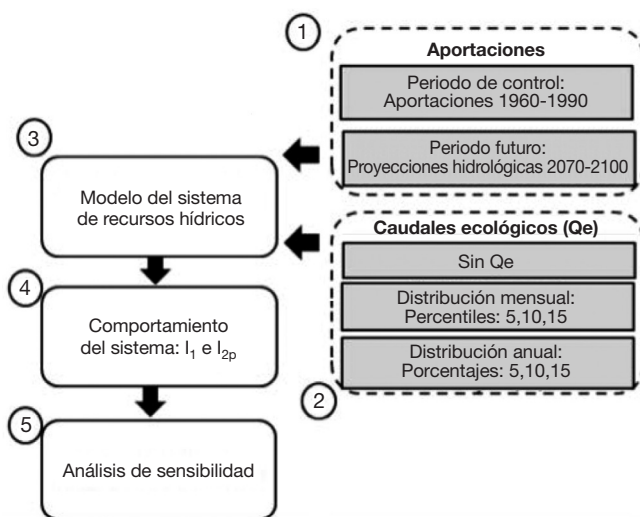 1
Aportaciones
Periodo de control:
Aportaciones 1960-1990
Periodo futuro:
Proyecciones hidrológicas 2070-2100
Caudales ecológicos (Qe)
Sin Qe
Distribución mensual:
Percentiles: 5,10,15
Distribución anual:
Porcentajes: 5,10,15
2
3
Modelo del sistema
de recursos hídricos
4
Comportamiento
del sistema: I₁ e I₂ₚ
5
Análisis de sensibilidad